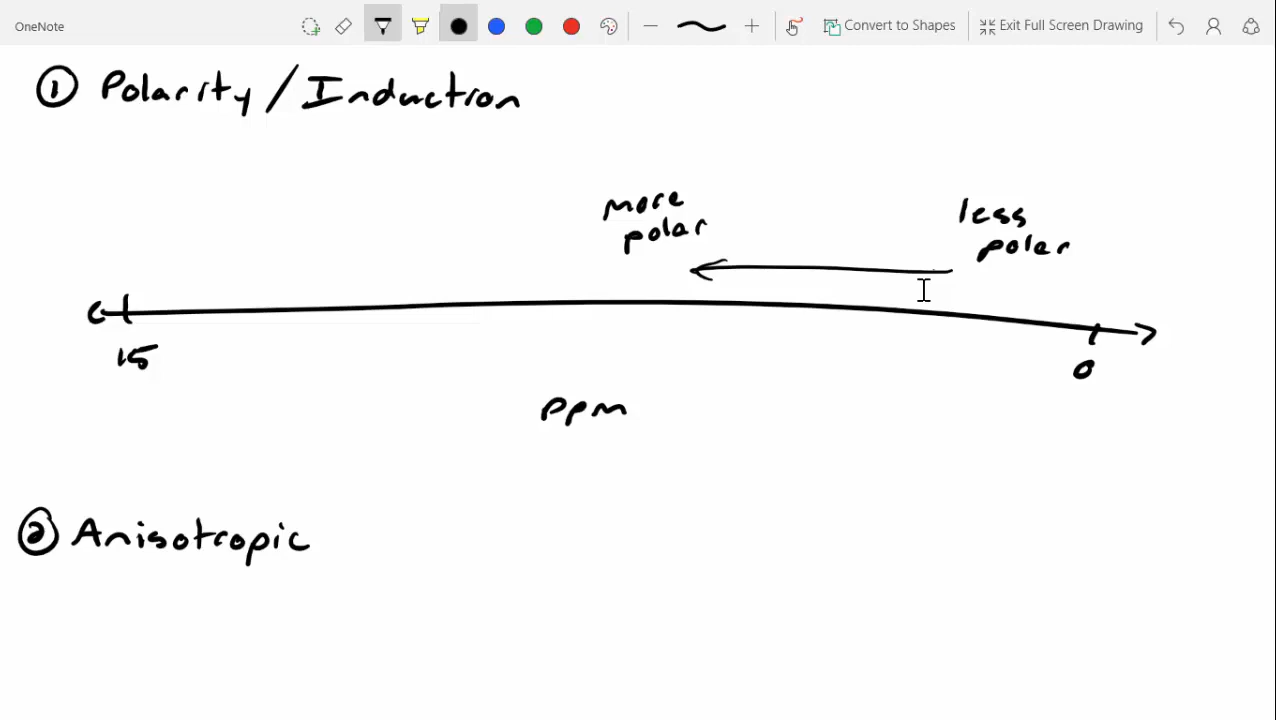 OneNote
Convert to Shapes
Exit Full Screen Drawing
① Polarity / Induction
more
polar
less
polar
15
0
ppm
② Anisotropic